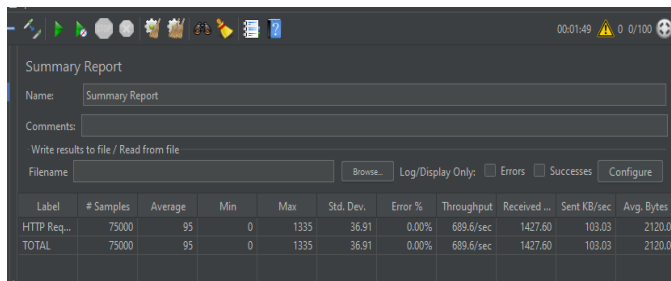 00:01:49 0 0/100
Summary Report
Name: Summary Report
Comments:
Write results to file / Read from file
Filename Browse... Log/Display Only: Errors Successes Configure
Label # Samples Average Min Max Std. Dev. Error % Throughput Received ... Sent KB/sec Avg. Bytes
HTTP Req... 75000 95 0 1335 36.91 0.00% 689.6/sec 1427.60 103.03 2120.0
TOTAL 75000 95 0 1335 36.91 0.00% 689.6/sec 1427.60 103.03 2120.0